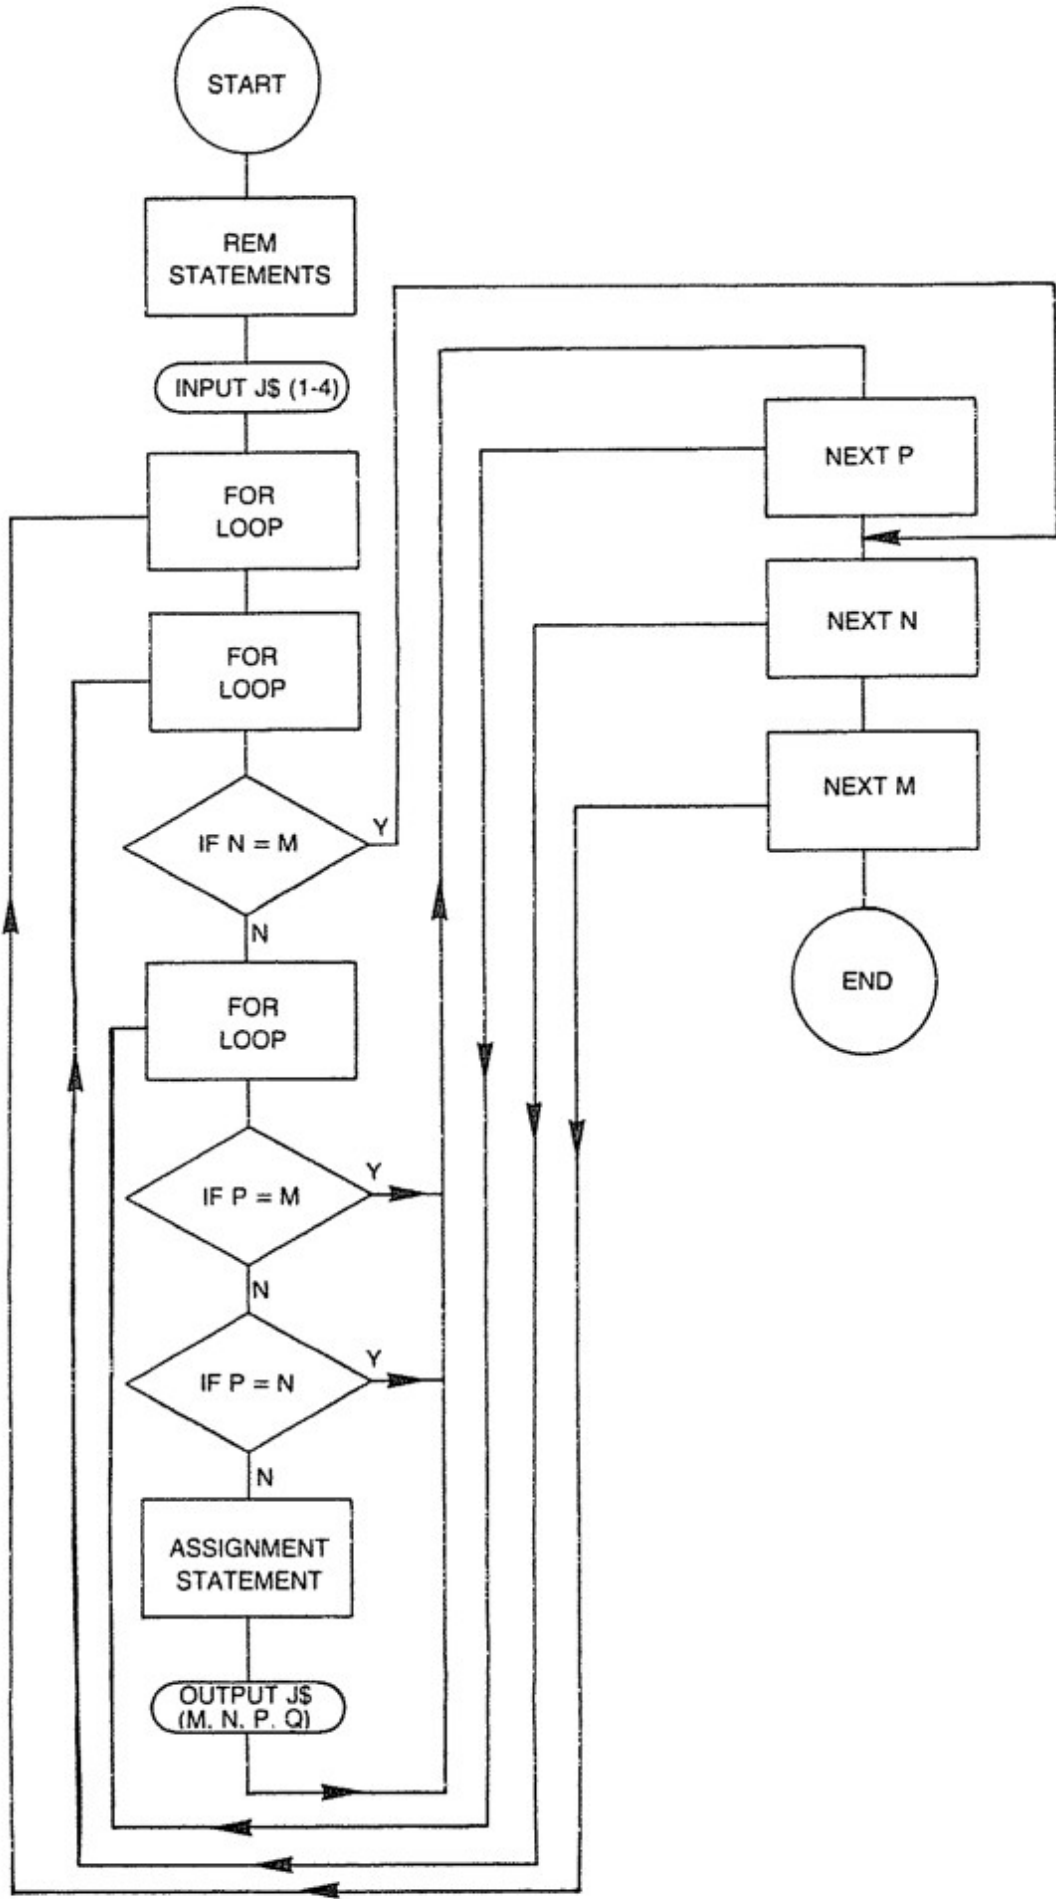 START
REM
STATEMENTS
INPUT J$ (1-4)
FOR
LOOP
FOR
LOOP
IF N = M
Y
N
FOR
LOOP
IF P = M
Y
N
IF P = N
Y
N
ASSIGNMENT
STATEMENT
OUTPUT J$
(M, N, P, Q)
NEXT P
NEXT N
NEXT M
END